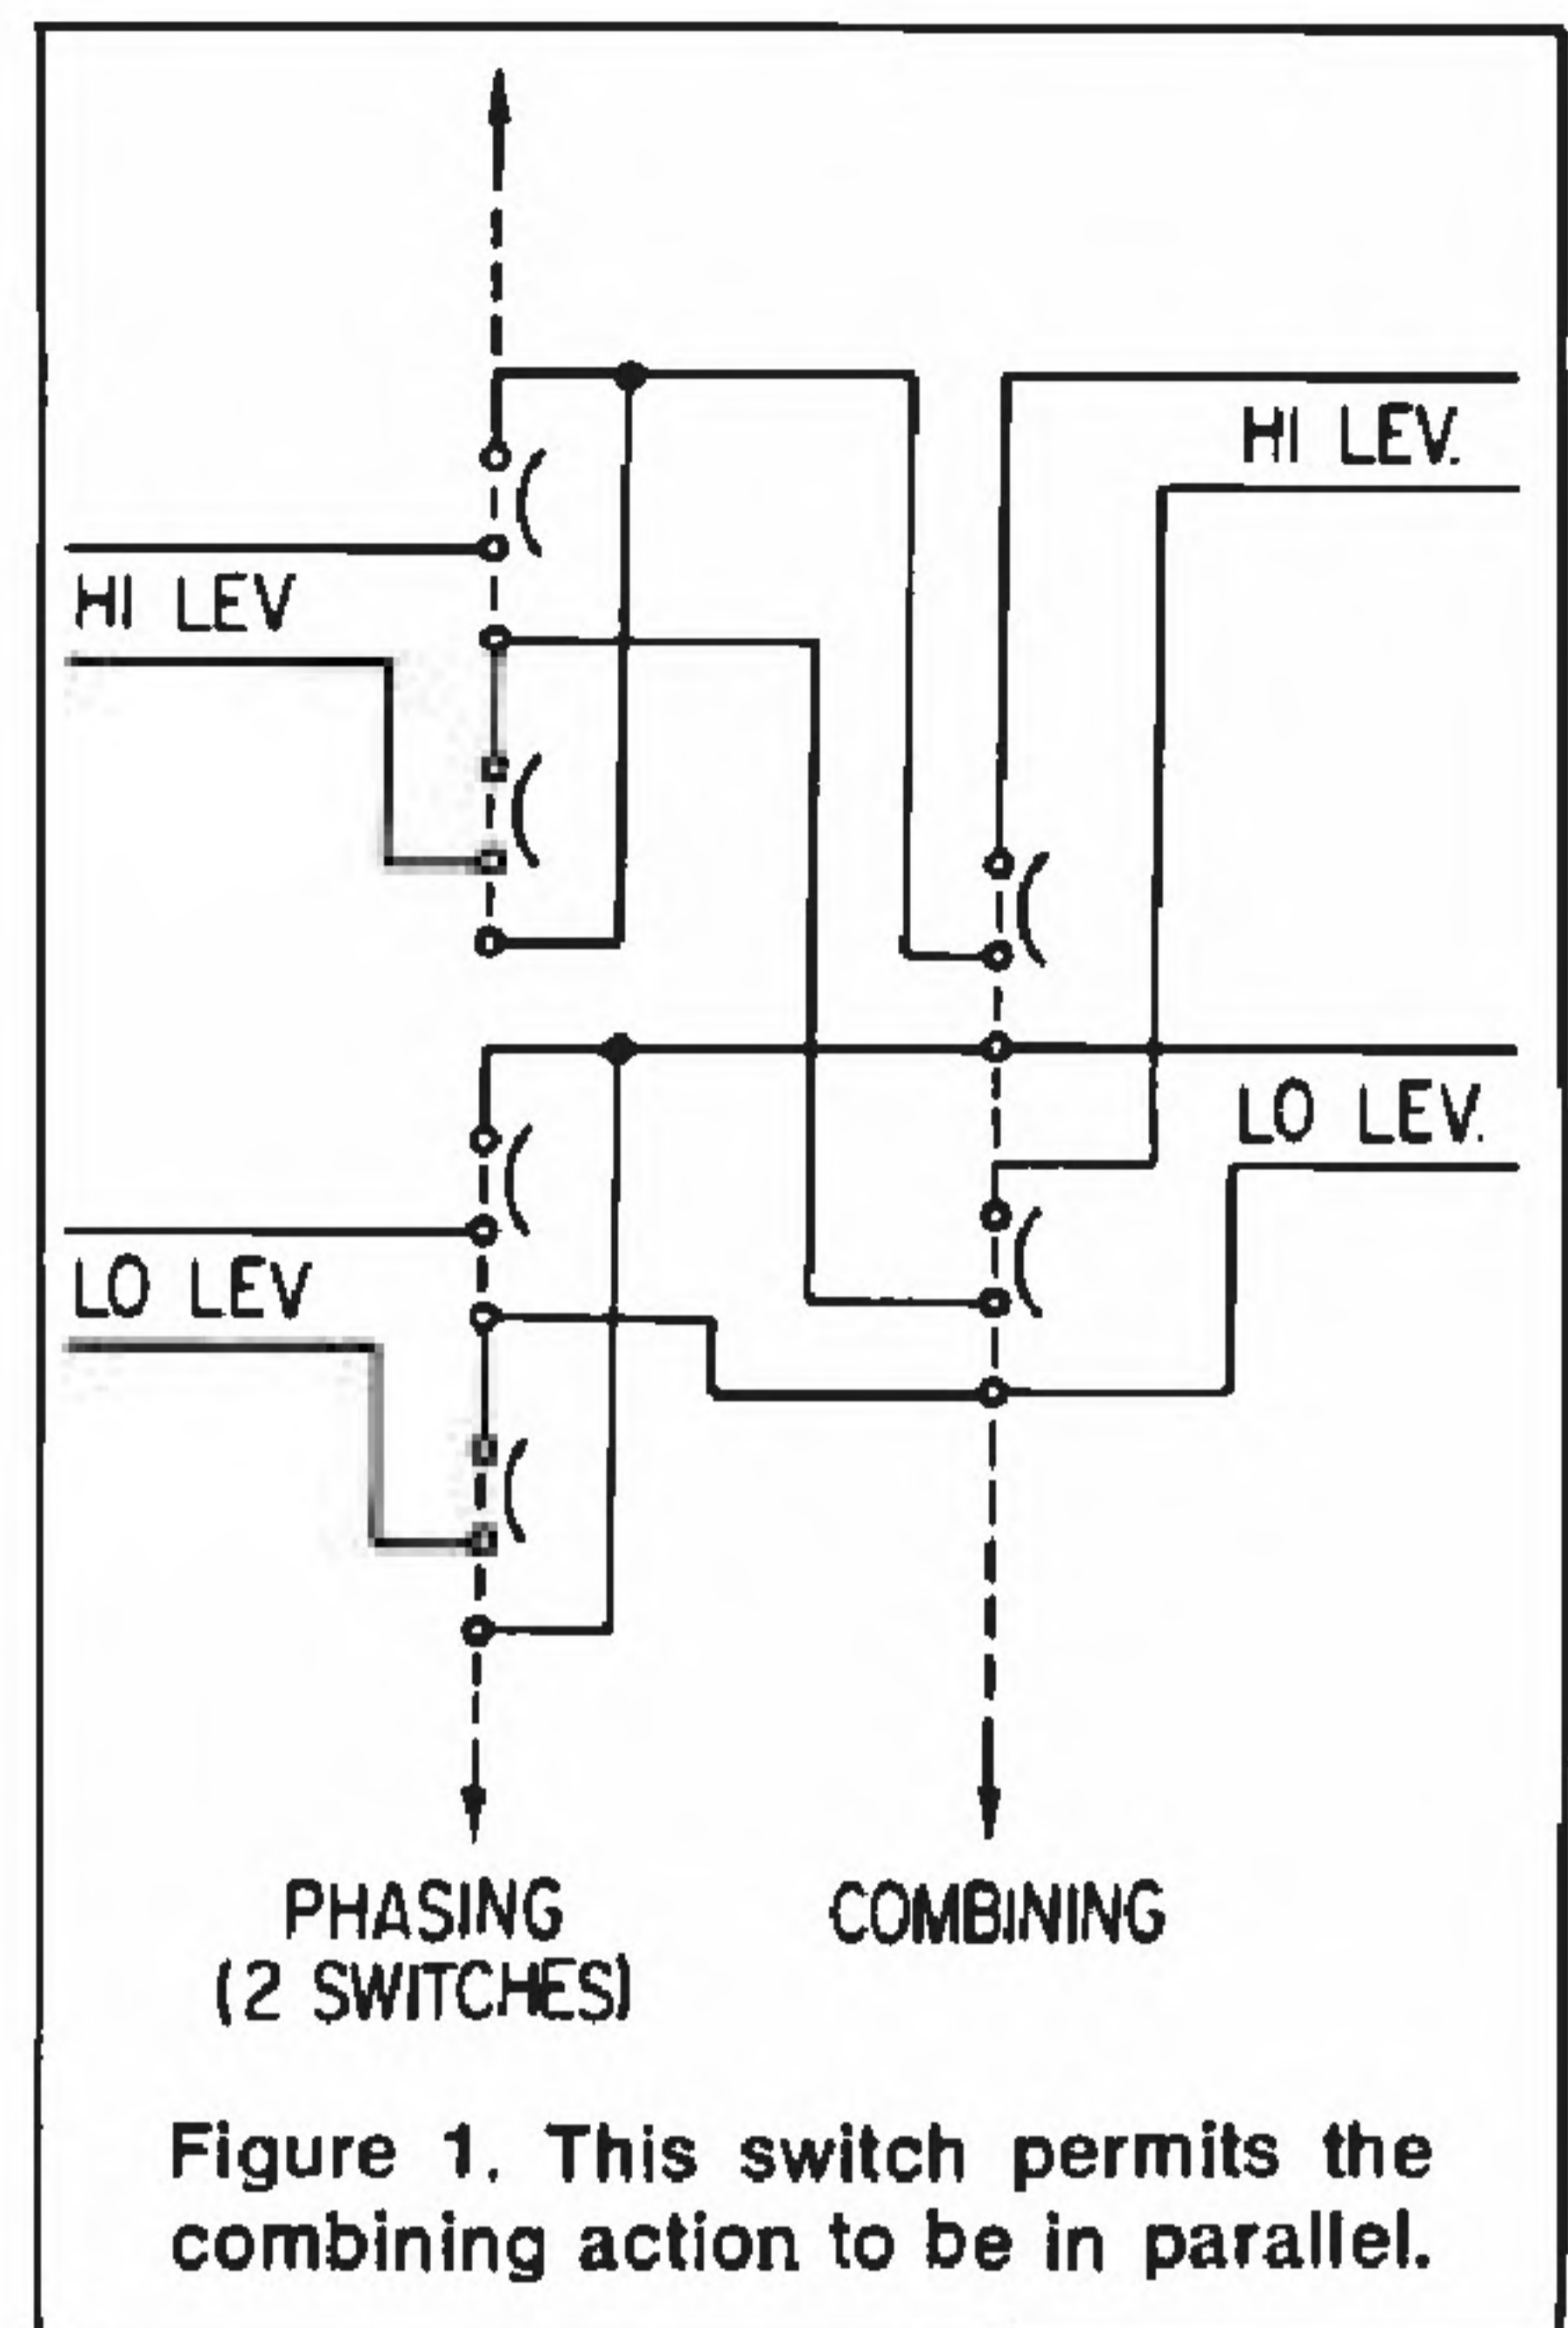 HI LEV.
HI LEV
LO LEV.
LO LEV
PHASING
(2 SWITCHES)
COMBINING
Figure 1. This switch permits the
combining action to be in parallel.